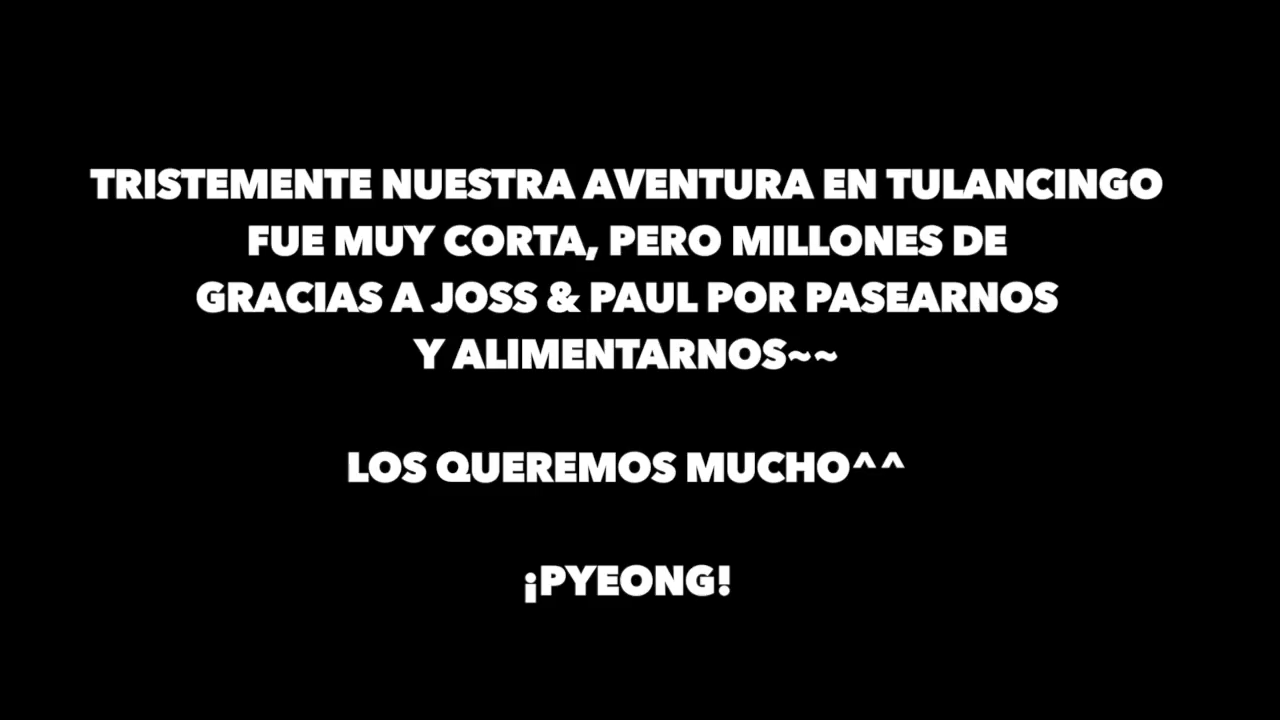 TRISTEMENTE NUESTRA AVENTURA EN TULANCINGO
FUE MUY CORTA, PERO MILLONES DE
GRACIAS A JOSS & PAUL POR PASEARNOS
Y ALIMENTARNOS~~
LOS QUEREMOS MUCHO^^
¡PYEONG!